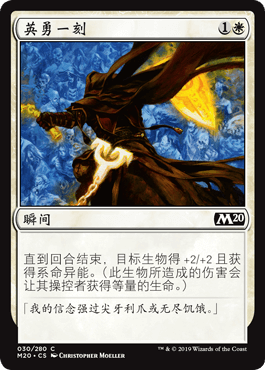 英勇一刻 1
瞬间 M20
直到回合结束，目标生物得+2/+2且获
得系命异能。（此生物所造成的伤害会
让其操控者获得等量的生命。）
「我的信念强过尖牙利爪或无尽饥饿。」
030/280 C
M20 • CS CHRISTOPHER MOELLER ™ & © 2019 Wizards of the Coast